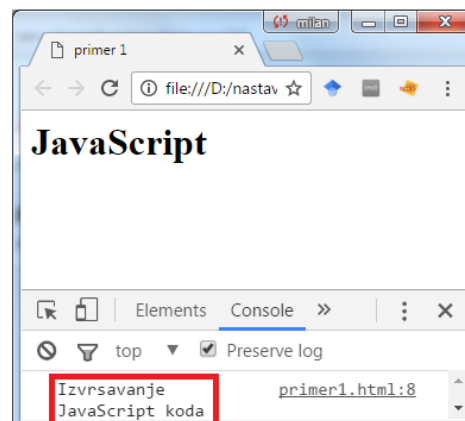 milan
primer 1
file:///D:/nastav
JavaScript
Elements Console
top Preserve log
Izvrsavanje primer1.html:8
JavaScript koda